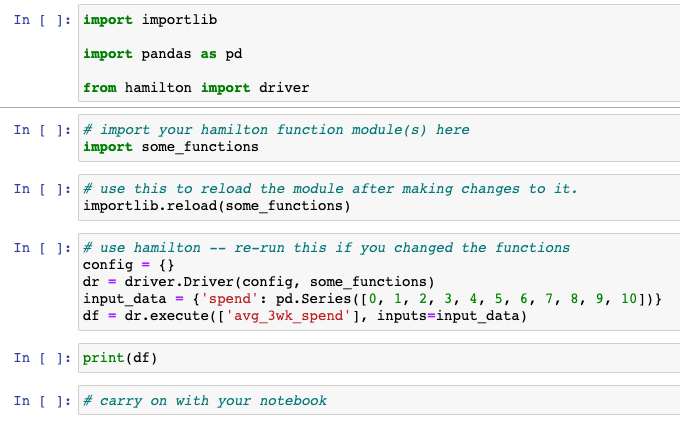 In [ ]: import importlib
import pandas as pd
from hamilton import driver
In [ ]: # import your hamilton function module(s) here
import some_functions
In [ ]: # use this to reload the module after making changes to it.
importlib.reload(some_functions)
In [ ]: # use hamilton -- re-run this if you changed the functions
config = {}
dr = driver.Driver(config, some_functions)
input_data = {'spend': pd.Series([0, 1, 2, 3, 4, 5, 6, 7, 8, 9, 10])}
df = dr.execute(['avg_3wk_spend'], inputs=input_data)
In [ ]: print(df)
In [ ]: # carry on with your notebook